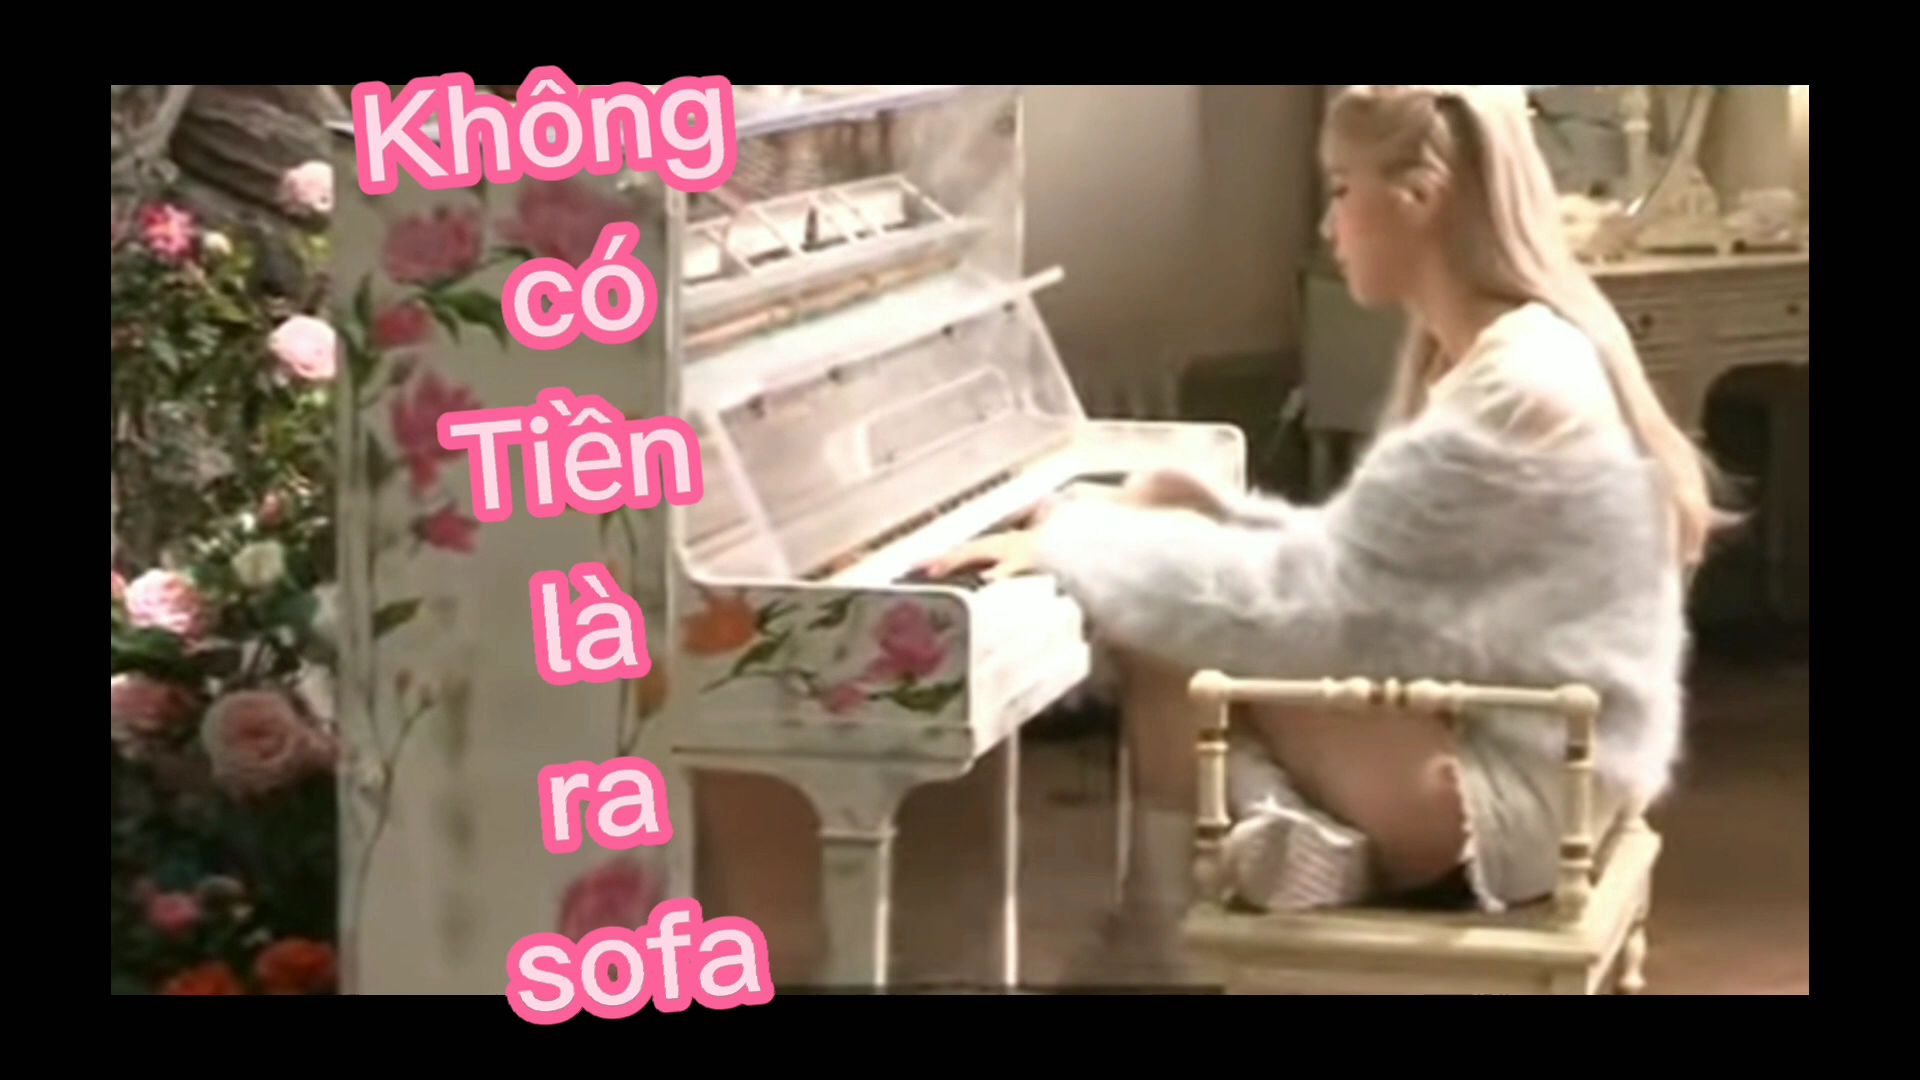 Không
có
Tiền
là
ra
sofa